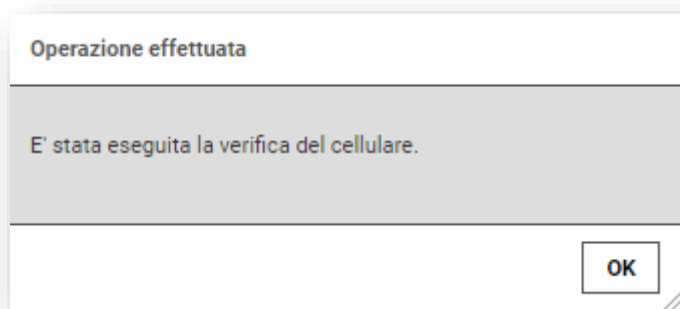 Operazione effettuata
E' stata eseguita la verifica del cellulare.
OK